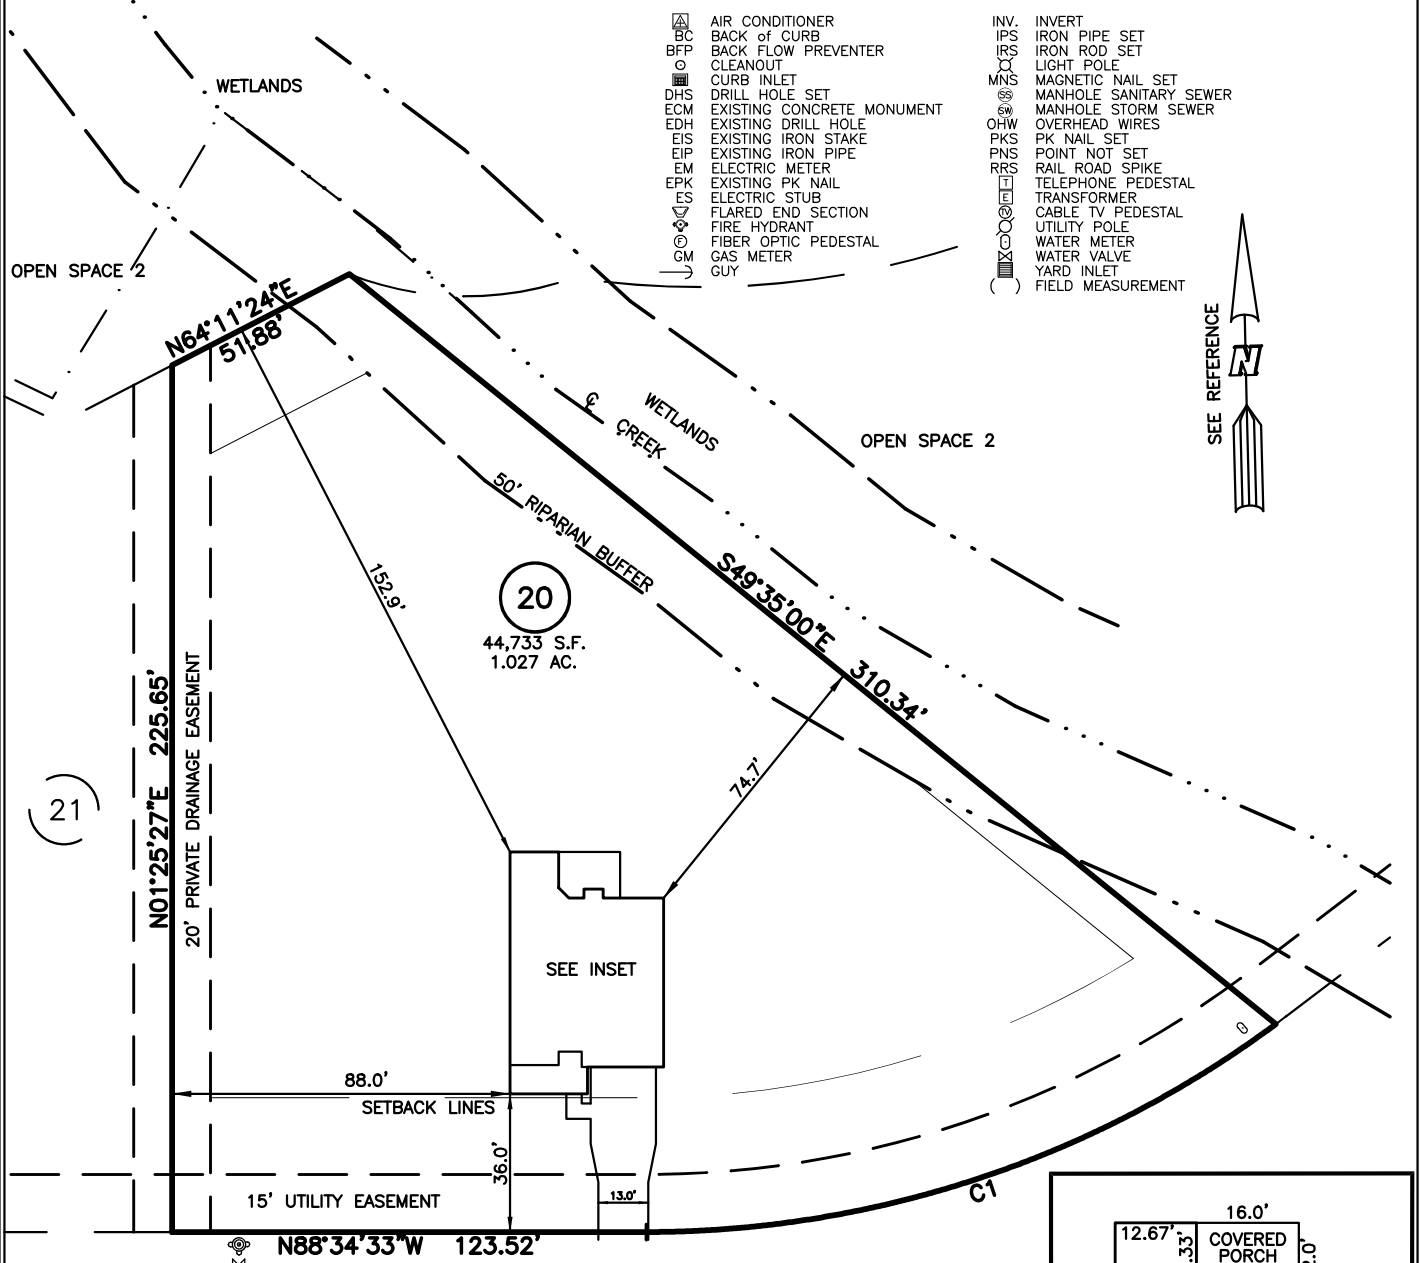 AIR CONDITIONER
BC BACK of CURB
BFP BACK FLOW PREVENTER
CLEANOUT
CURB INLET
DHS DRILL HOLE SET
ECM EXISTING CONCRETE MONUMENT
EDH EXISTING DRILL HOLE
EIS EXISTING IRON STAKE
EIP EXISTING IRON PIPE
EM ELECTRIC METER
EPK EXISTING PK NAIL
ES ELECTRIC STUB
FLARED END SECTION
FIRE HYDRANT
F FIBER OPTIC PEDESTAL
GM GAS METER
GUY
INV. INVERT
IPS IRON PIPE SET
IRS IRON ROD SET
LIGHT POLE
MNS MAGNETIC NAIL SET
SS MANHOLE SANITARY SEWER
SW MANHOLE STORM SEWER
OHW OVERHEAD WIRES
PKS PK NAIL SET
PNS POINT NOT SET
RRS RAIL ROAD SPIKE
T TELEPHONE PEDESTAL
E TRANSFORMER
TV CABLE TV PEDESTAL
UTILITY POLE
WATER METER
WATER VALVE
YARD INLET
( ) FIELD MEASUREMENT
WETLANDS
OPEN SPACE 2
N64°11'24"E
51.88'
SEE REFERENCE
N
℄
CREEK
WETLANDS
OPEN SPACE 2
50' RIPARIAN BUFFER
S49°35'00"E 310.34'
152.9'
20
44,733 S.F.
1.027 AC.
N01°25'27"E 225.65'
20' PRIVATE DRAINAGE EASEMENT
21
74.7'
SEE INSET
88.0'
SETBACK LINES
36.0'
13.0'
15' UTILITY EASEMENT
C1
N88°34'33"W 123.52'
16.0'
12.67'
.33'
COVERED
PORCH
.0'